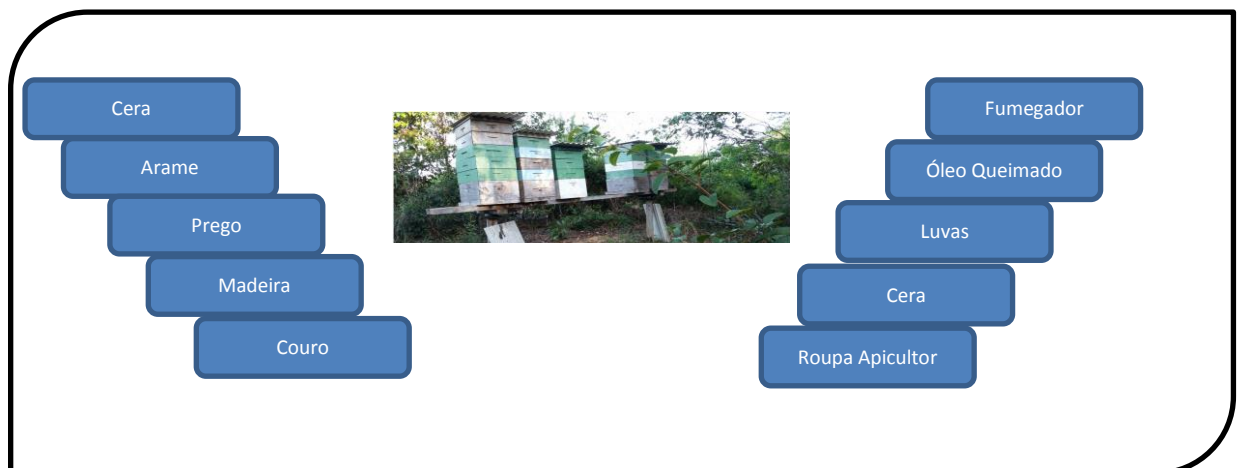 Cera
Arame
Prego
Madeira
Couro
Fumegador
Óleo Queimado
Luvas
Cera
Roupa Apicultor